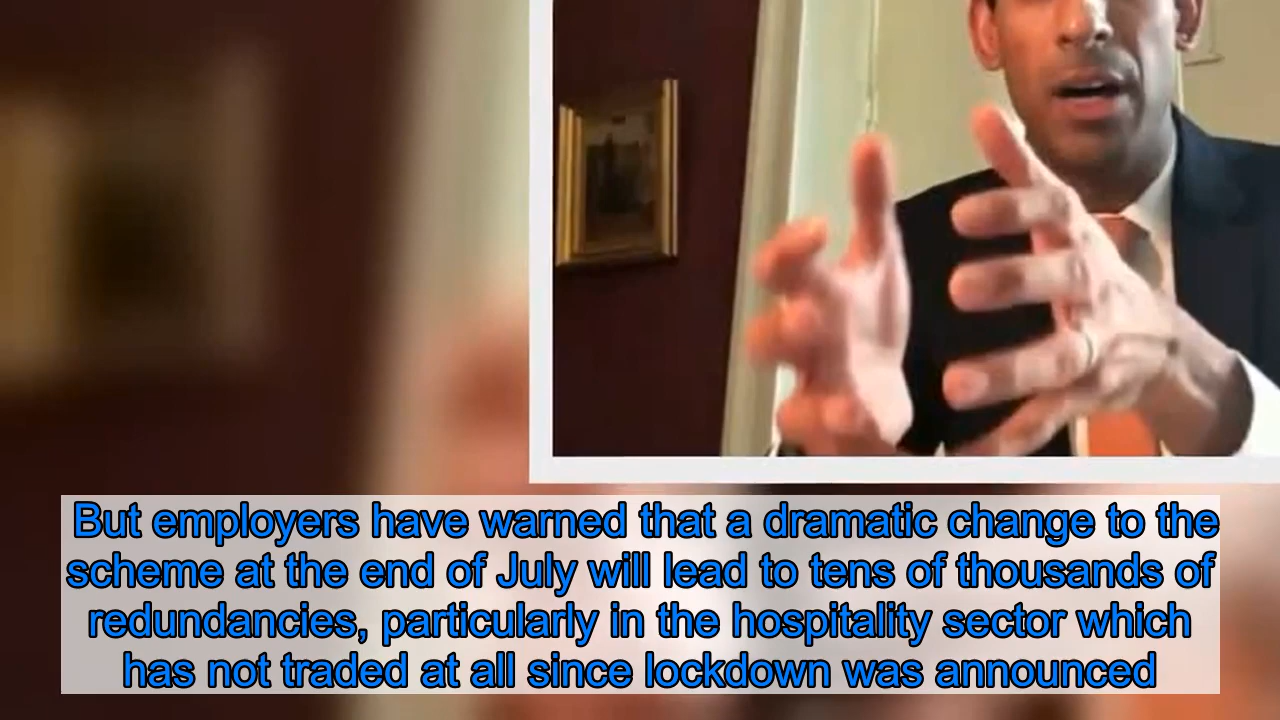 But employers have warned that a dramatic change to the
scheme at the end of July will lead to tens of thousands of
redundancies, particularly in the hospitality sector which
has not traded at all since lockdown was announced